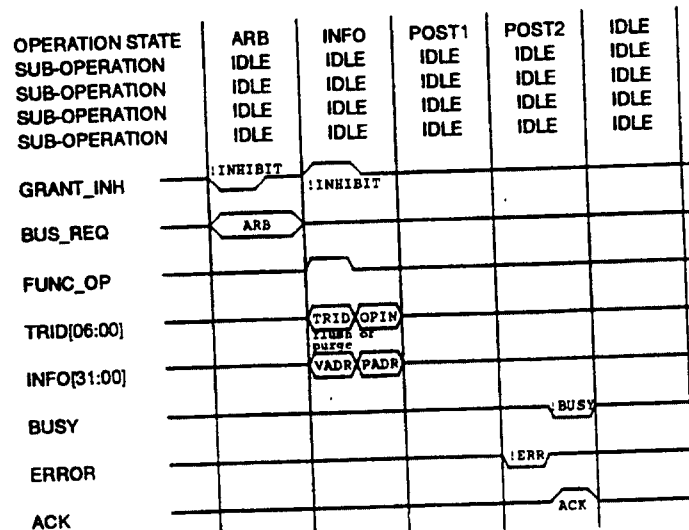 OPERATION STATE ARB INFO POST1 POST2 IDLE
SUB-OPERATION IDLE IDLE IDLE IDLE IDLE
SUB-OPERATION IDLE IDLE IDLE IDLE IDLE
SUB-OPERATION IDLE IDLE IDLE IDLE IDLE
SUB-OPERATION IDLE IDLE IDLE IDLE IDLE
GRANT_INH !INHIBIT !INHIBIT
BUS_REQ ARB
FUNC_OP
TRID[06:00] TRID OPIN
flush or
purge
INFO[31:00] VADR PADR
BUSY !BUSY
ERROR !ERR
ACK ACK